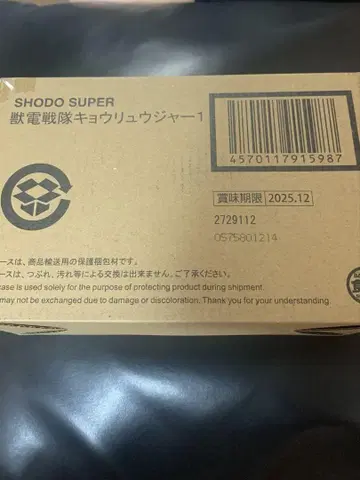 SHODO SUPER
獣電戦隊キョウリュウジャー1
4570117915987
賞味期限 2025.12
2729112
0575801214
ースは、商品輸送用の保護梱包材です。
ースは、つぶれ、汚れ等による交換は出来ません。ご了承ください。
case is used solely for the purpose of protecting product during shipment.
may not be exchanged due to damage or discoloration. Thank you for your understanding.